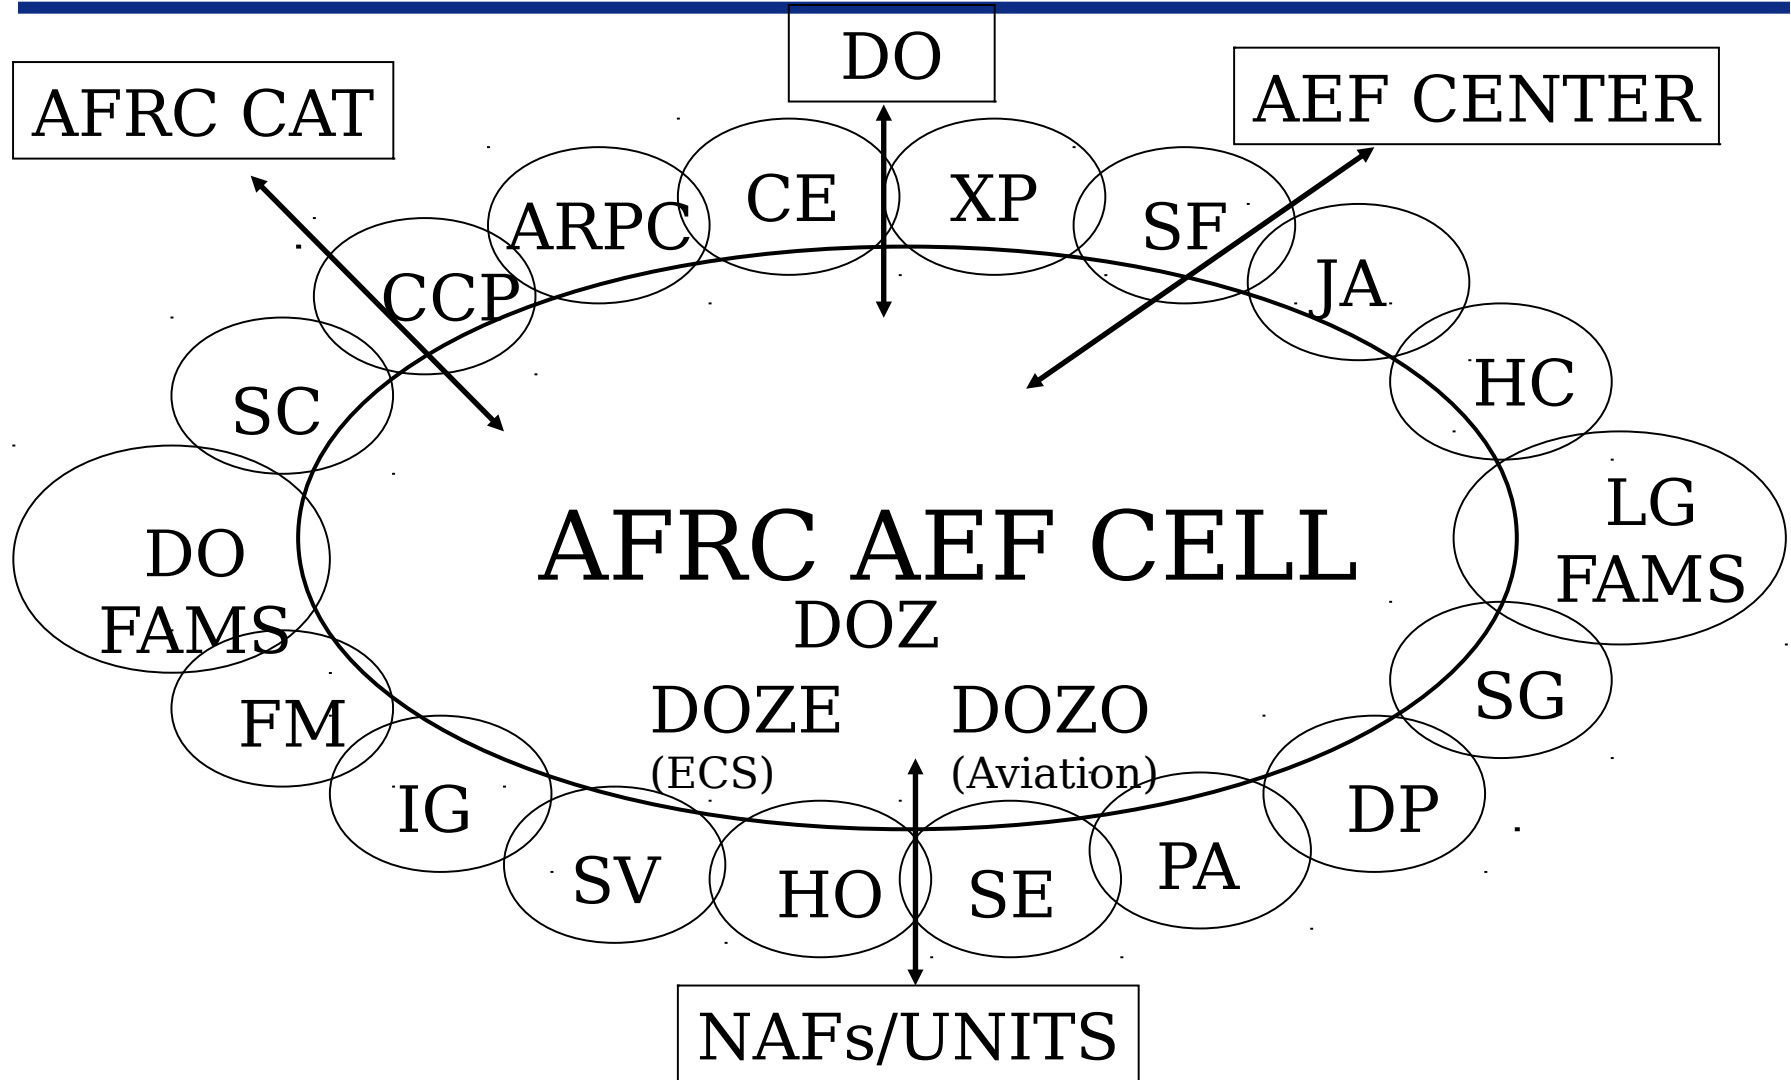 DO
AFRC CAT
AEF CENTER
CE
XP
ARPC
SF
CCP
JA
SC
HC
DO
FAMS
LG
FAMS
AFRC AEF CELL
DOZ
DOZE
(ECS)
DOZO
(Aviation)
FM
SG
IG
DP
SV
HO
SE
PA
NAFs/UNITS